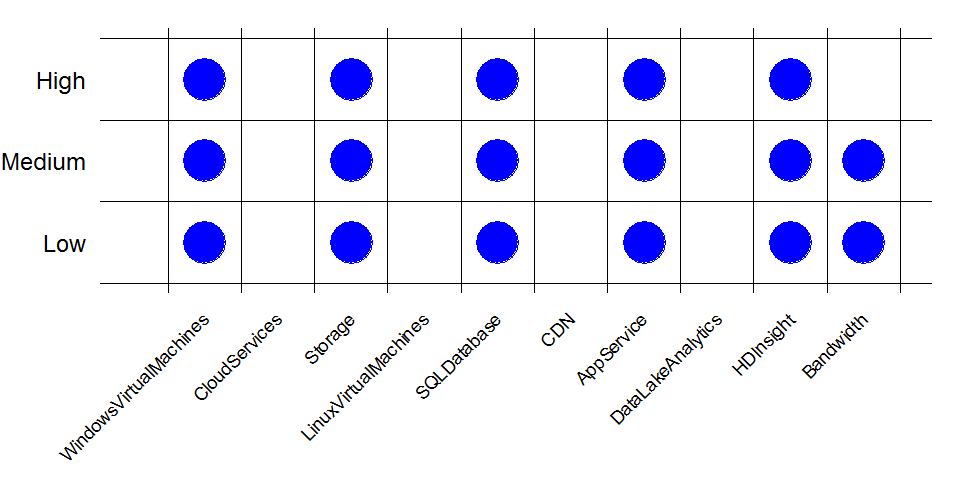 High
Medium
Low
WindowsVirtualMachines
CloudServices
Storage
LinuxVirtualMachines
SQLDatabase
CDN
AppService
DataLakeAnalytics
HDInsight
Bandwidth